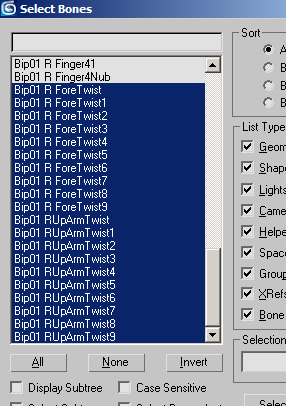 Select Bones
Sort
Bip01 R Finger41
Bip01 R Finger4Nub
Bip01 R ForeTwist
Bip01 R ForeTwist1
Bip01 R ForeTwist2
Bip01 R ForeTwist3
Bip01 R ForeTwist4
Bip01 R ForeTwist5
Bip01 R ForeTwist6
Bip01 R ForeTwist7
Bip01 R ForeTwist8
Bip01 R ForeTwist9
Bip01 RUpArmTwist
Bip01 RUpArmTwist1
Bip01 RUpArmTwist2
Bip01 RUpArmTwist3
Bip01 RUpArmTwist4
Bip01 RUpArmTwist5
Bip01 RUpArmTwist6
Bip01 RUpArmTwist7
Bip01 RUpArmTwist8
Bip01 RUpArmTwist9
A
B
B
B
List Type
Geom
Shape
Lights
Came
Helpe
Space
Group
XRefs
Bone
Selection
All
None
Invert
Display Subtree
Case Sensitive
Selec